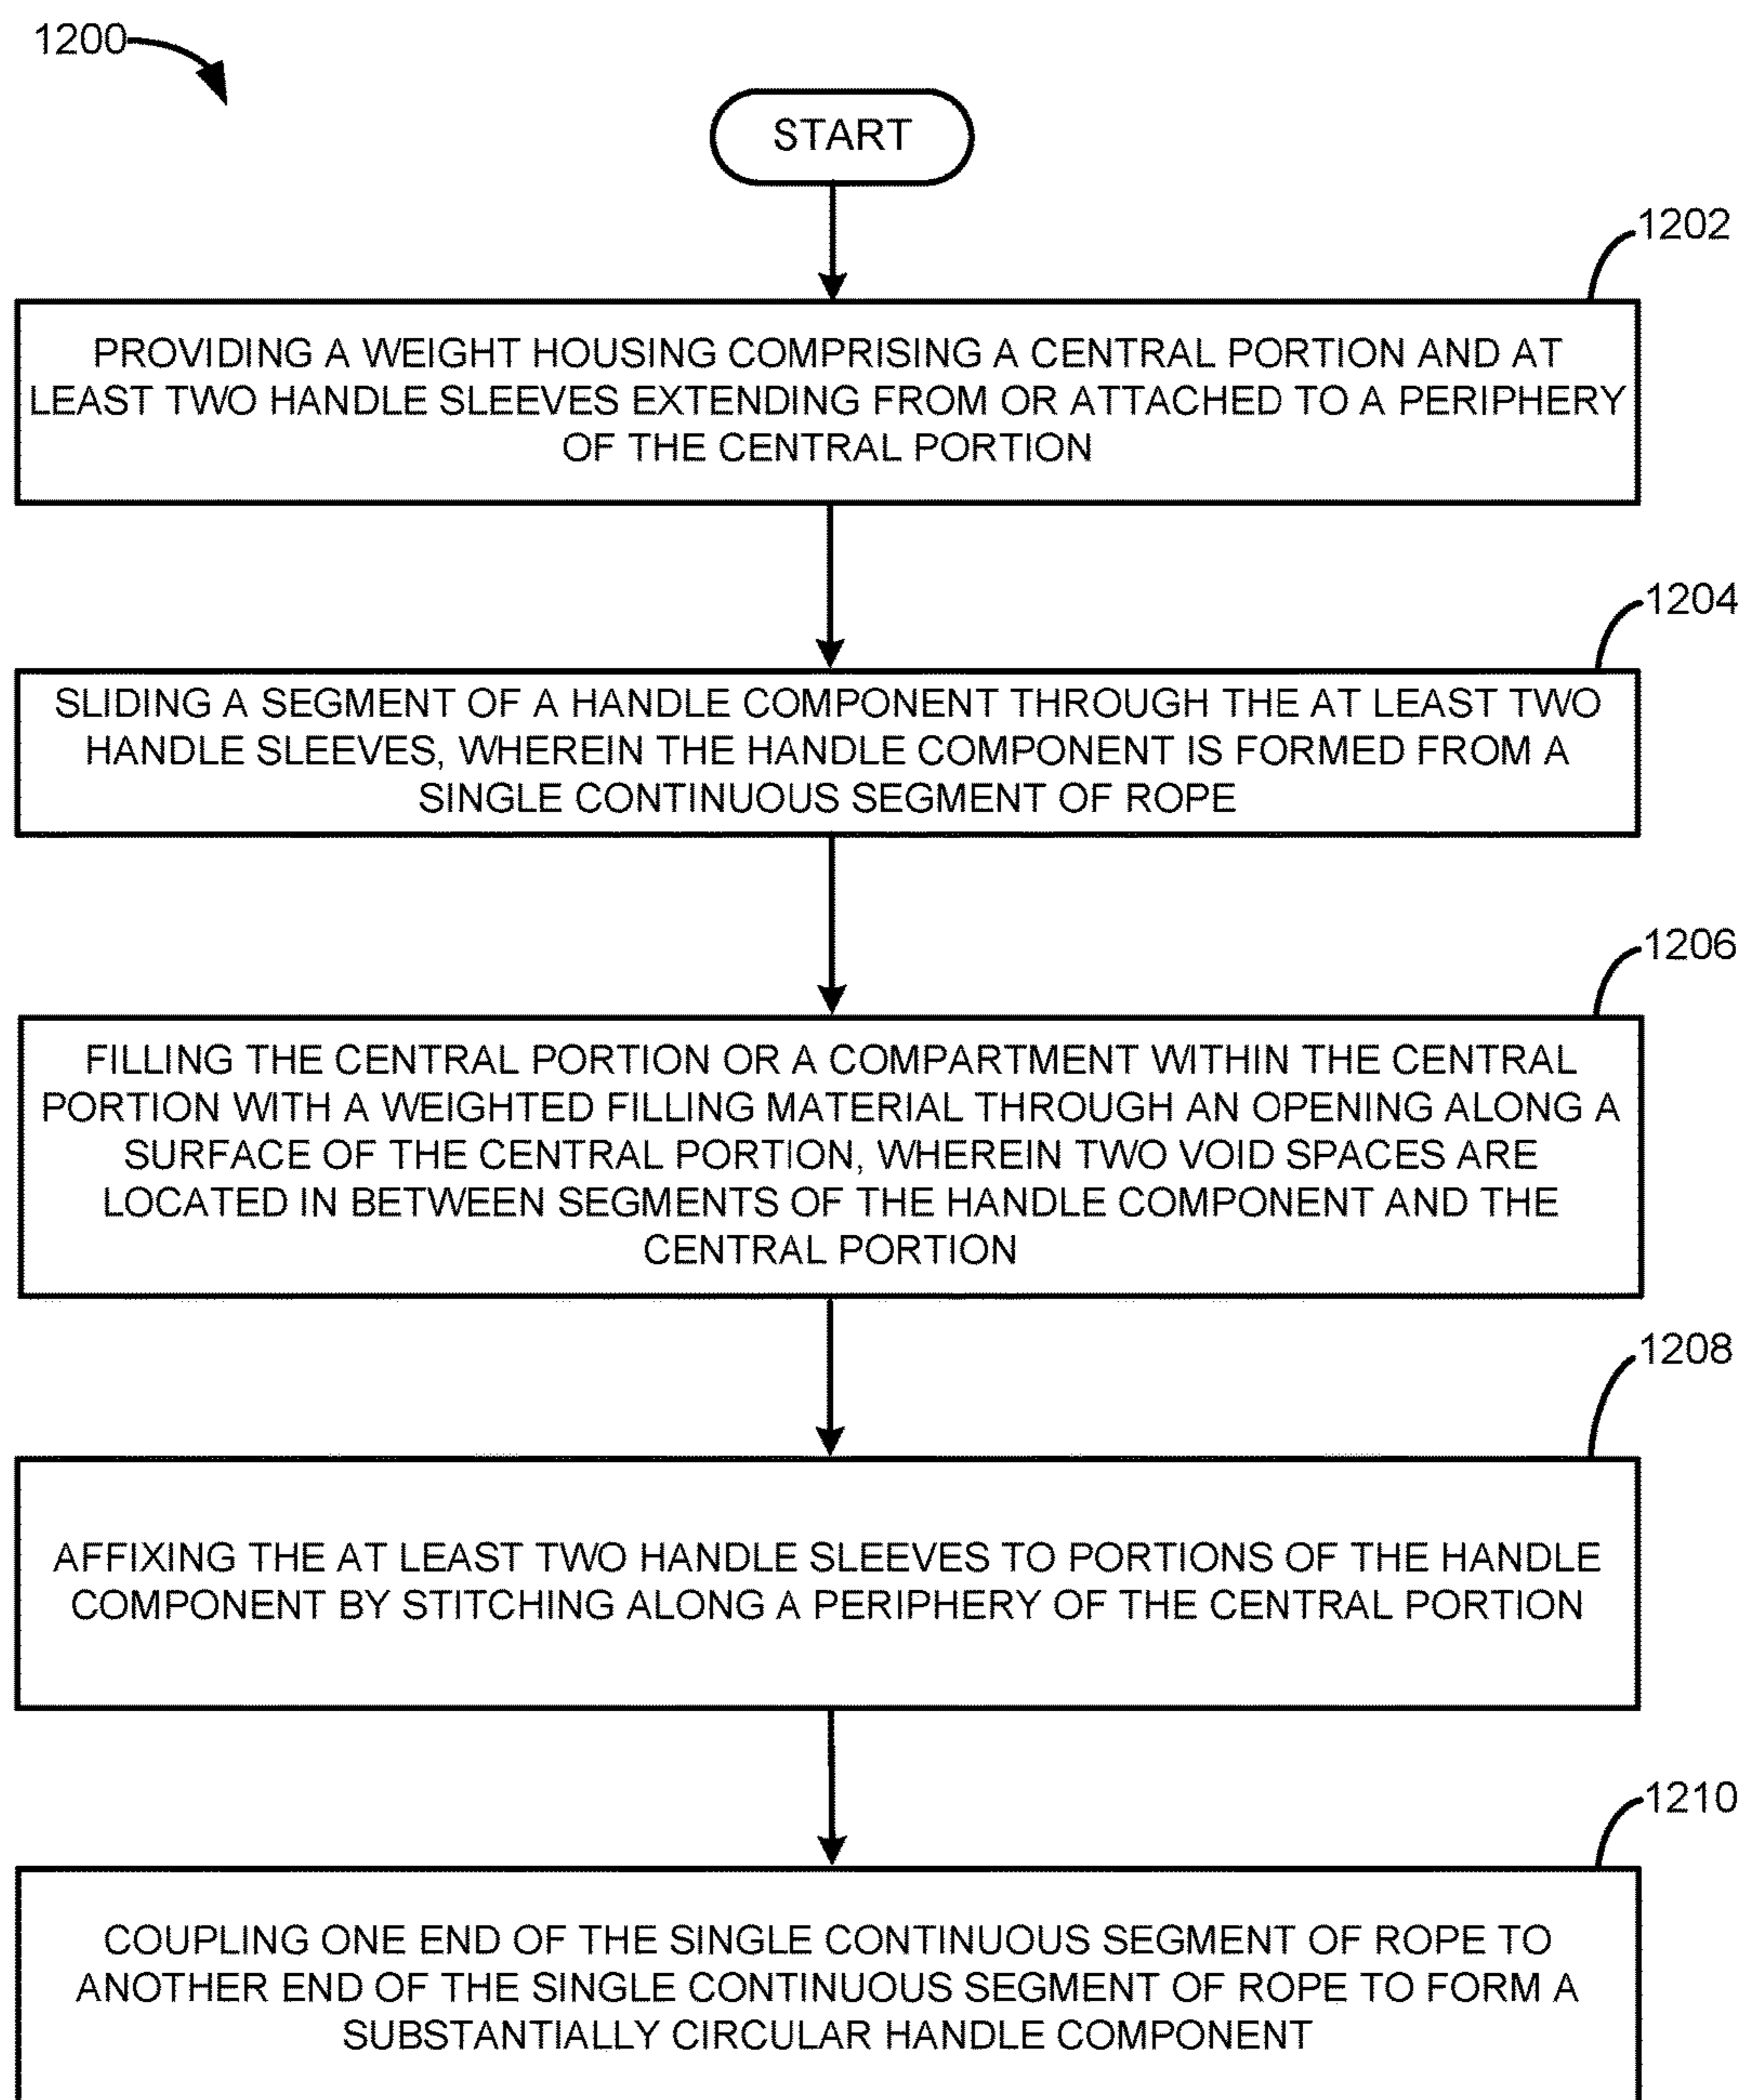 1200
START
1202
PROVIDING A WEIGHT HOUSING COMPRISING A CENTRAL PORTION AND AT
LEAST TWO HANDLE SLEEVES EXTENDING FROM OR ATTACHED TO A PERIPHERY
OF THE CENTRAL PORTION
1204
SLIDING A SEGMENT OF A HANDLE COMPONENT THROUGH THE AT LEAST TWO
HANDLE SLEEVES, WHEREIN THE HANDLE COMPONENT IS FORMED FROM A
SINGLE CONTINUOUS SEGMENT OF ROPE
1206
FILLING THE CENTRAL PORTION OR A COMPARTMENT WITHIN THE CENTRAL
PORTION WITH A WEIGHTED FILLING MATERIAL THROUGH AN OPENING ALONG A
SURFACE OF THE CENTRAL PORTION, WHEREIN TWO VOID SPACES ARE
LOCATED IN BETWEEN SEGMENTS OF THE HANDLE COMPONENT AND THE
CENTRAL PORTION
1208
AFFIXING THE AT LEAST TWO HANDLE SLEEVES TO PORTIONS OF THE HANDLE
COMPONENT BY STITCHING ALONG A PERIPHERY OF THE CENTRAL PORTION
1210
COUPLING ONE END OF THE SINGLE CONTINUOUS SEGMENT OF ROPE TO
ANOTHER END OF THE SINGLE CONTINUOUS SEGMENT OF ROPE TO FORM A
SUBSTANTIALLY CIRCULAR HANDLE COMPONENT